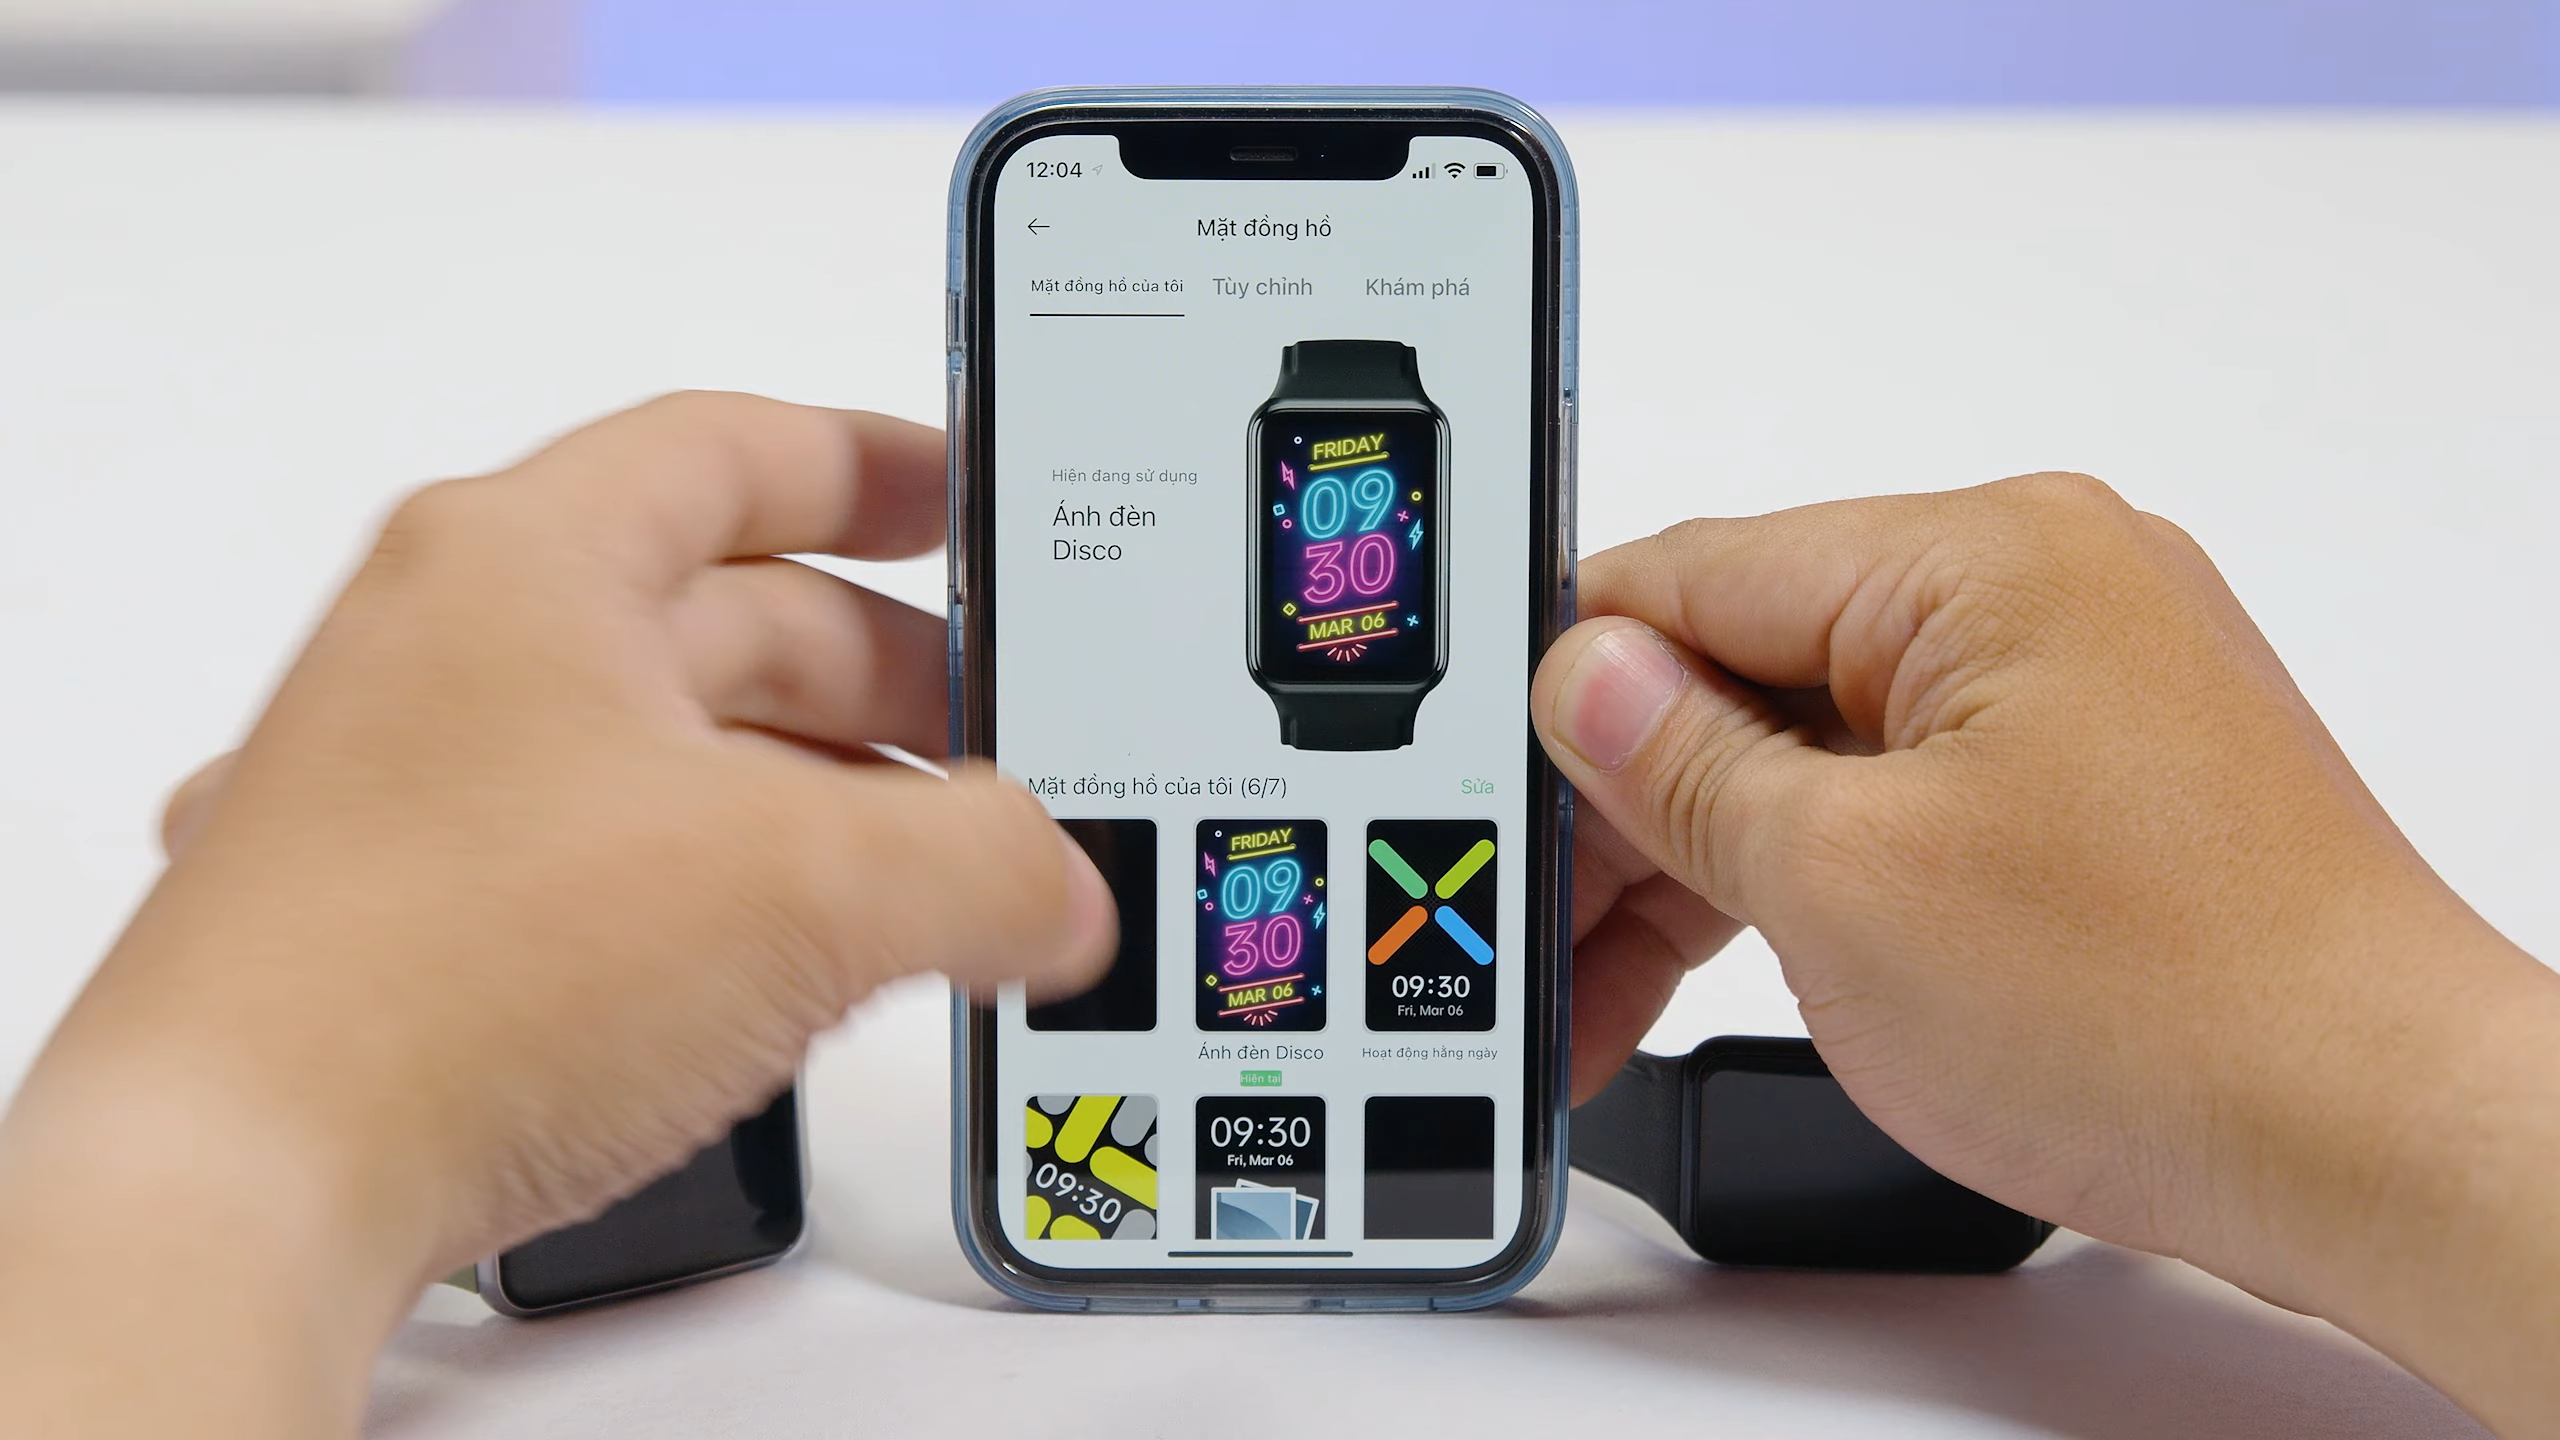 12:04
Mặt đồng hồ
Mặt đồng hồ của tôi Tùy chỉnh Khám phá
Hiện đang sử dụng
Ánh đèn
Disco
FRIDAY
09
30
MAR 06
Mặt đồng hồ của tôi (6/7) Sửa
FRIDAY
09
30
MAR 06
09:30
Fri, Mar 06
Ánh đèn Disco
Hiện tại
Hoạt động hằng ngày
09:30
09:30
Fri, Mar 06